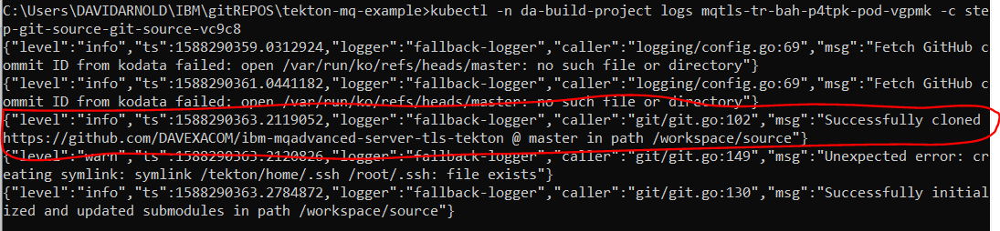 C:\Users\DAVIDARNOLD\IBM\gitREPOS\tekton-mq-example>kubectl -n da-build-project logs mqtls-tr-bah-p4tpk-pod-vgpmk -c ste
p-git-source-git-source-vc9c8
{"level":"info","ts":1588290359.0312924,"logger":"fallback-logger","caller":"logging/config.go:69","msg":"Fetch GitHub c
ommit ID from kodata failed: open /var/run/ko/refs/heads/master: no such file or directory"}
{"level":"info","ts":1588290361.0441182,"logger":"fallback-logger","caller":"logging/config.go:69","msg":"Fetch GitHub c
ommit ID from kodata failed: open /var/run/ko/refs/heads/master: no such file or directory"}
{"level":"info","ts":1588290363.2119052,"logger":"fallback-logger","caller":"git/git.go:102","msg":"Successfully cloned
https://github.com/DAVEXACOM/ibm-mqadvanced-server-tls-tekton @ master in path /workspace/source"}
{"level":"warn","ts":1588290363.2120826,"logger":"fallback-logger","caller":"git/git.go:149","msg":"Unexpected error: cr
eating symlink: symlink /tekton/home/.ssh /root/.ssh: file exists"}
{"level":"info","ts":1588290363.2784872,"logger":"fallback-logger","caller":"git/git.go:130","msg":"Successfully initial
ized and updated submodules in path /workspace/source"}